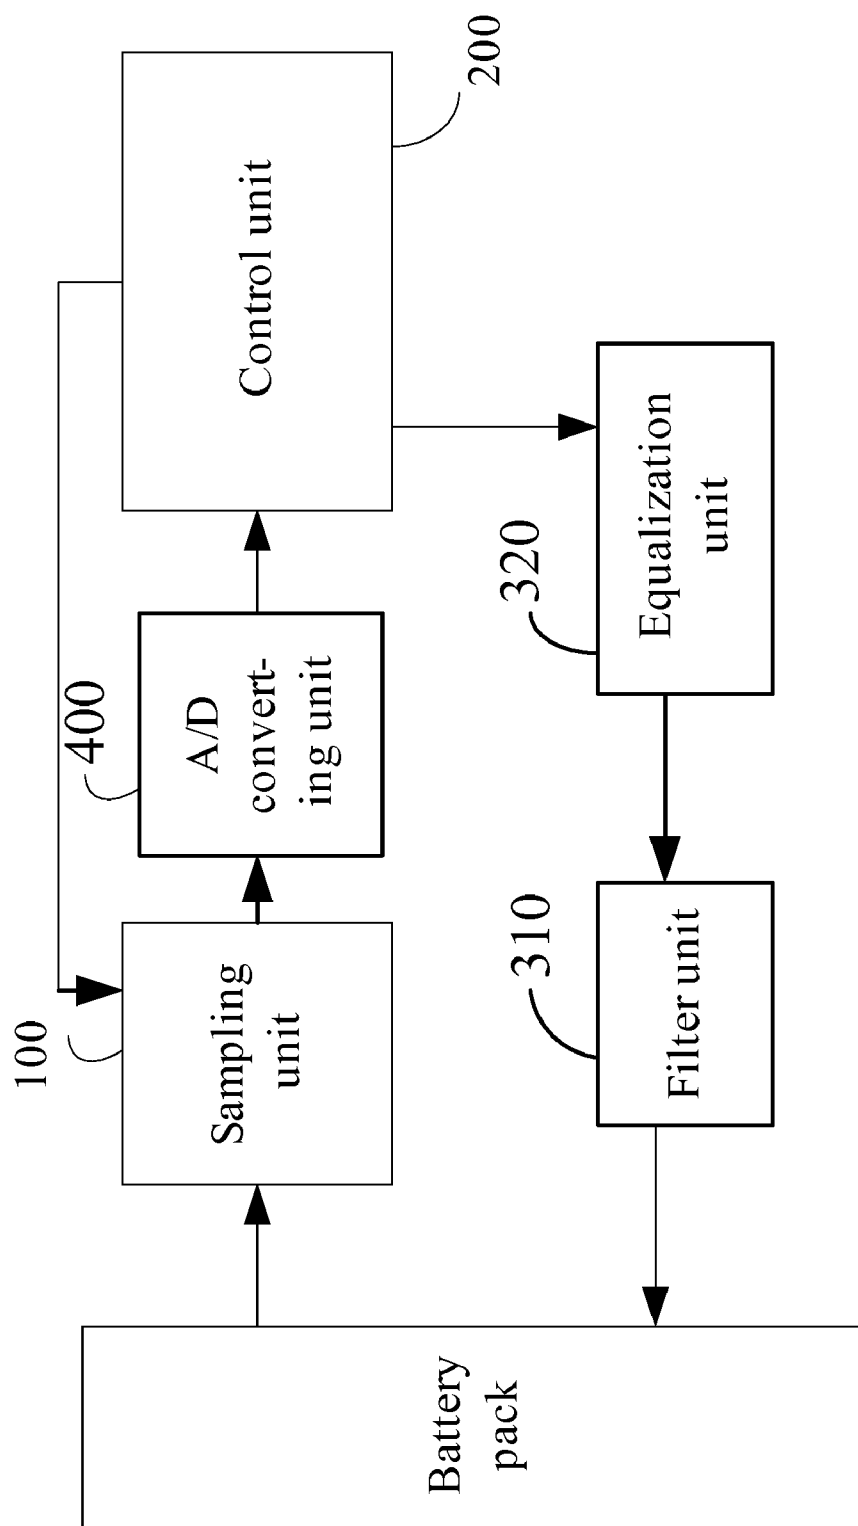 Battery
pack
100
Sampling
unit
400
A/D
convert-
ing unit
Control unit
200
310
Filter unit
320
Equalization
unit